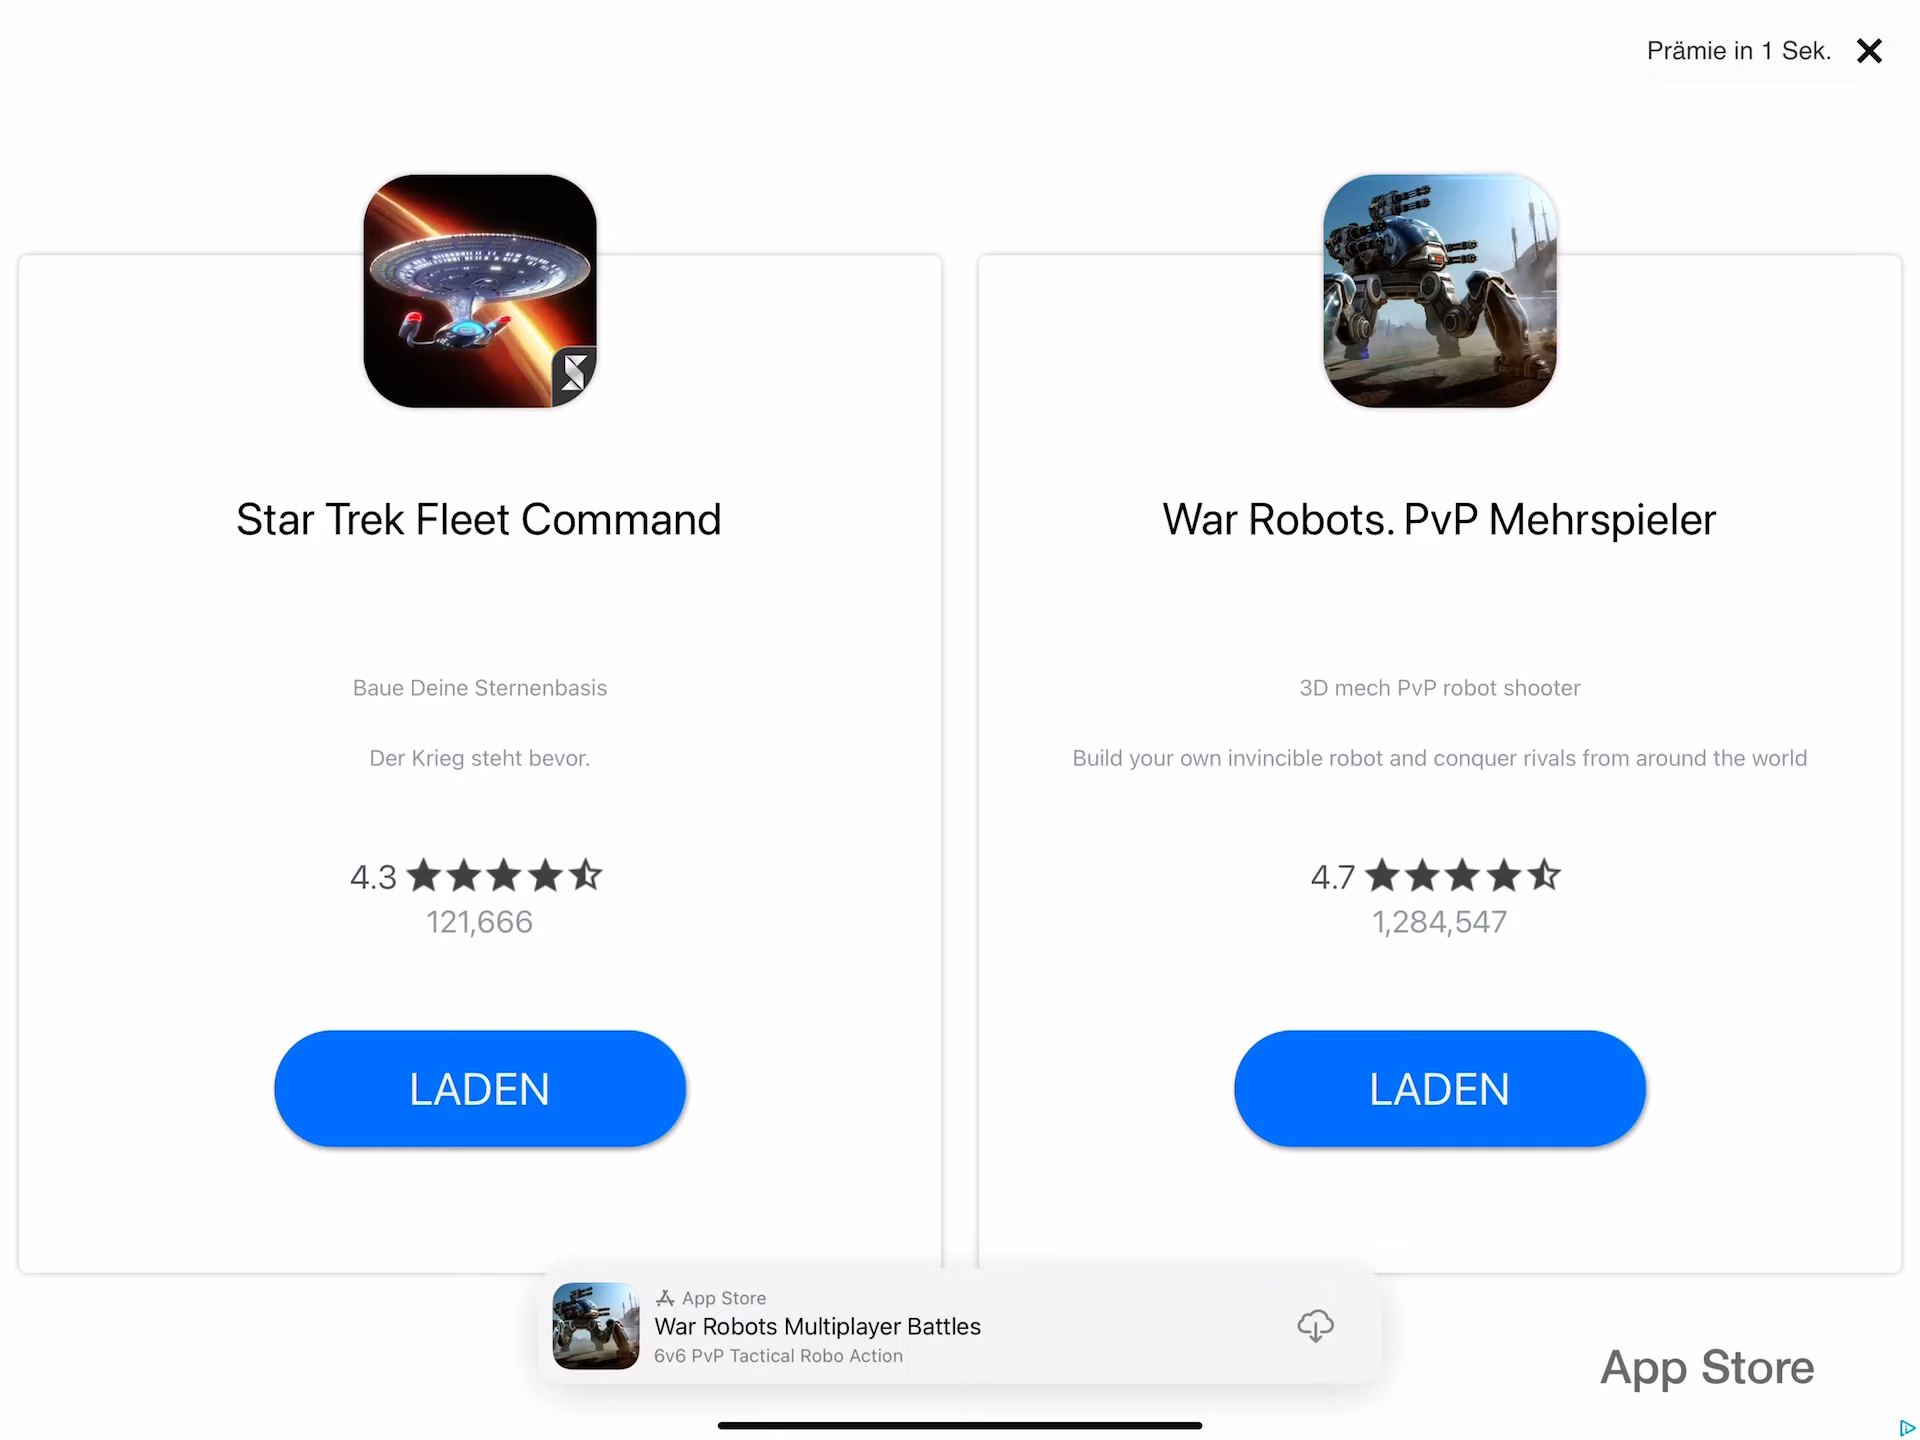 Prämie in 1 Sek.
Star Trek Fleet Command
Baue Deine Sternenbasis
Der Krieg steht bevor.
4.3
121,666
LADEN
War Robots. PvP Mehrspieler
3D mech PvP robot shooter
Build your own invincible robot and conquer rivals from around the world
4.7
1,284,547
LADEN
App Store
War Robots Multiplayer Battles
6v6 PvP Tactical Robo Action
App Store